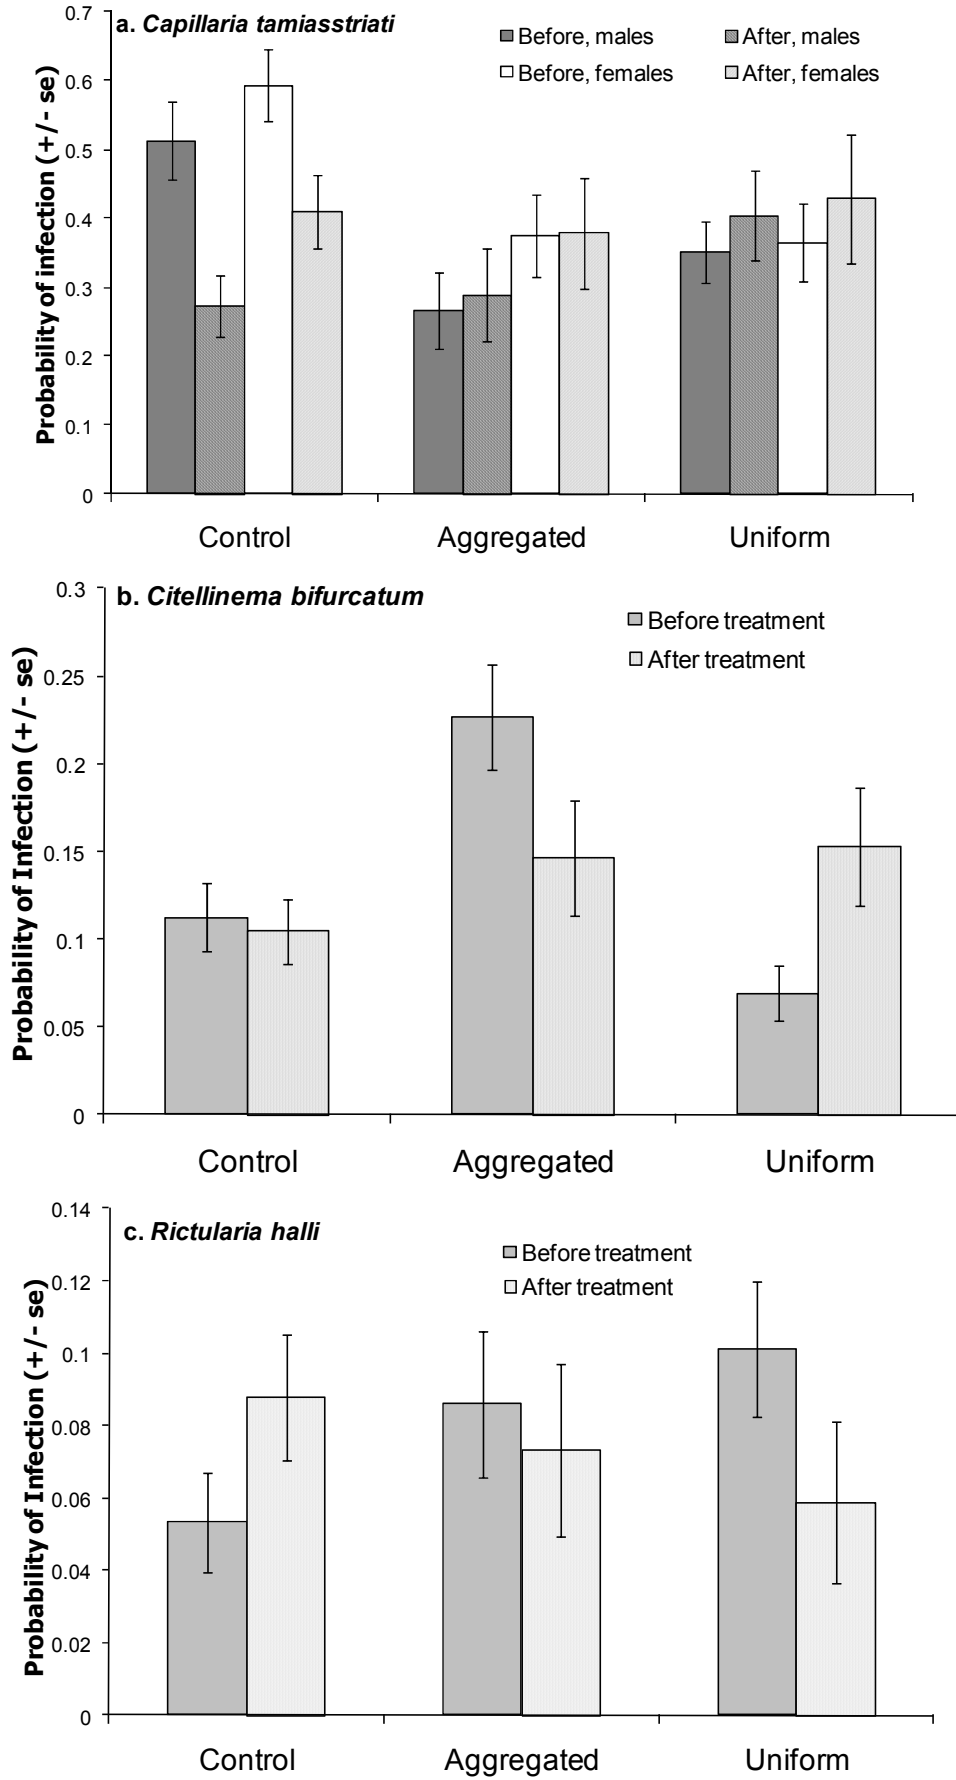 0.7
a. Capillaria tamiasstriati
Before, males
After, males
Before, females
After, females
0.6
0.5
0.4
0.3
0.2
0.1
0
Probability of infection (+/- se)
Control
Aggregated
Uniform
0.3
b. Citellinema bifurcatum
Before treatment
After treatment
0.25
0.2
0.15
0.1
0.05
0
Probability of Infection (+/- se)
Control
Aggregated
Uniform
0.14
c. Rictularia halli
Before treatment
After treatment
0.12
0.1
0.08
0.06
0.04
0.02
0
Probability of Infection (+/- se)
Control
Aggregated
Uniform